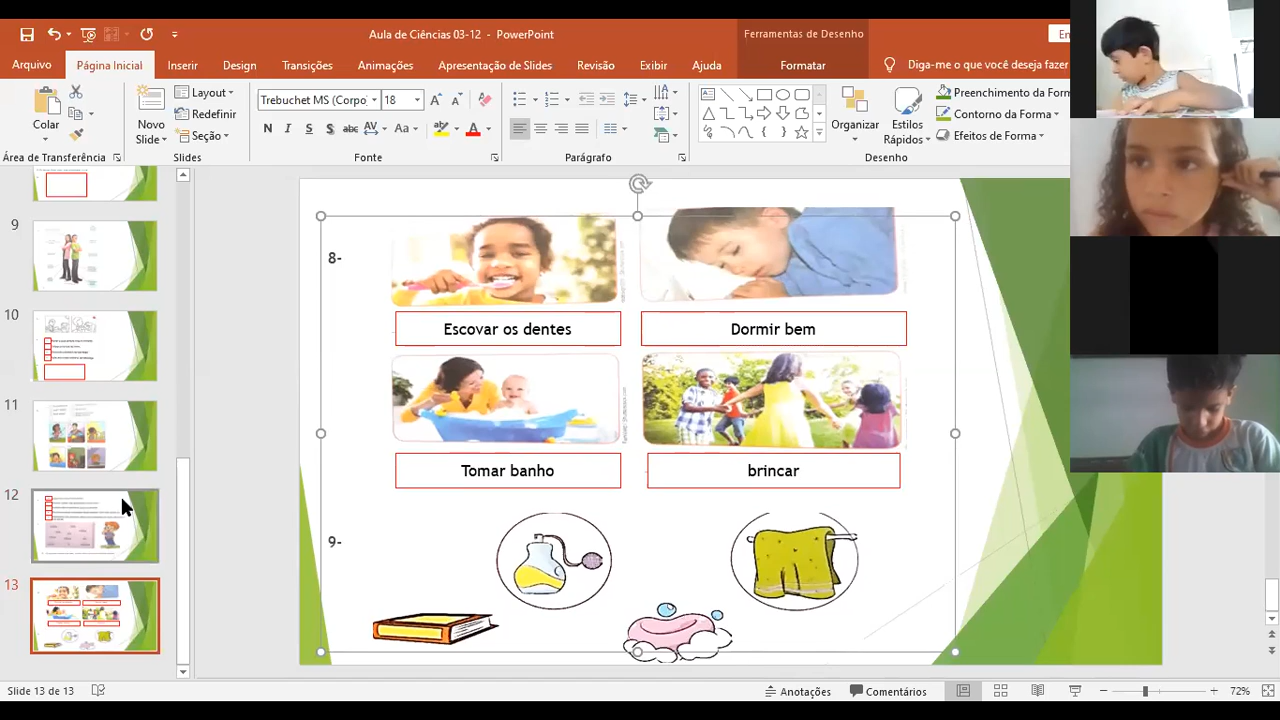 Aula de Ciências 03-12 - PowerPoint
Ferramentas de Desenho
En
Arquivo
Página Inicial
Inserir
Design
Transições
Animações
Apresentação de Slides
Revisão
Exibir
Ajuda
Formatar
Diga-me o que você deseja fazer
Colar
Novo
Slide
Layout
Redefinir
Seção
Trebuchet MS (Corpo
18
N I S S abc AV Aa
A
Organizar
Estilos
Rápidos
Preenchimento da Form
Contorno da Forma
Efeitos de Forma
Área de Transferência
Slides
Fonte
Parágrafo
Desenho
9
10
11
12
13
8-
Escovar os dentes
Dormir bem
Tomar banho
brincar
9-
Slide 13 de 13
Anotações
Comentários
72%